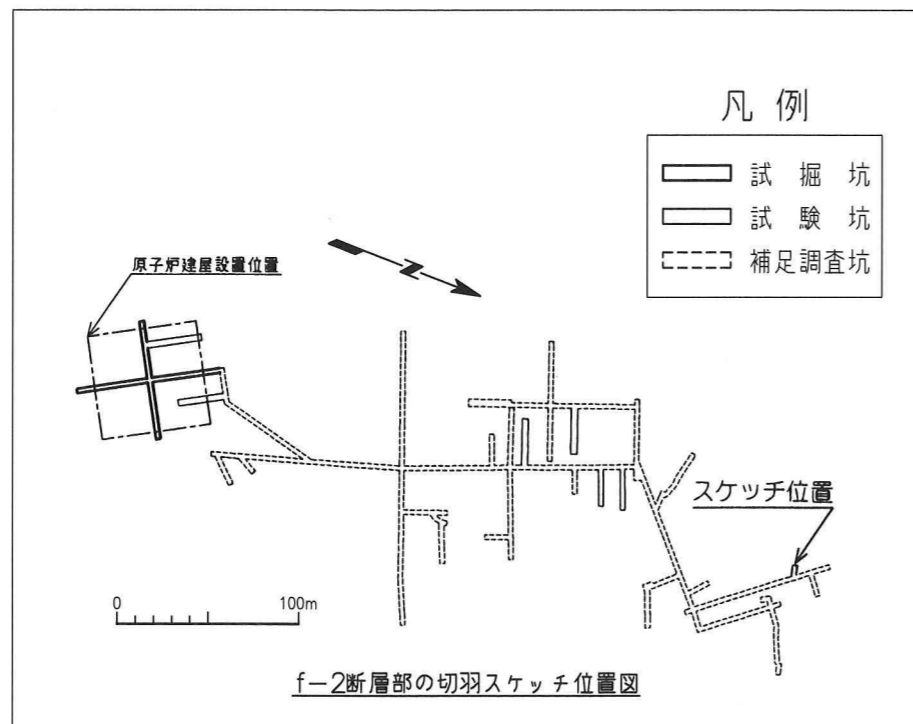 凡 例
試 掘 坑
試 験 坑
補足調査坑
原子炉建屋設置位置
Z
スケッチ位置
0 100m
f－2断層部の切羽スケッチ位置図